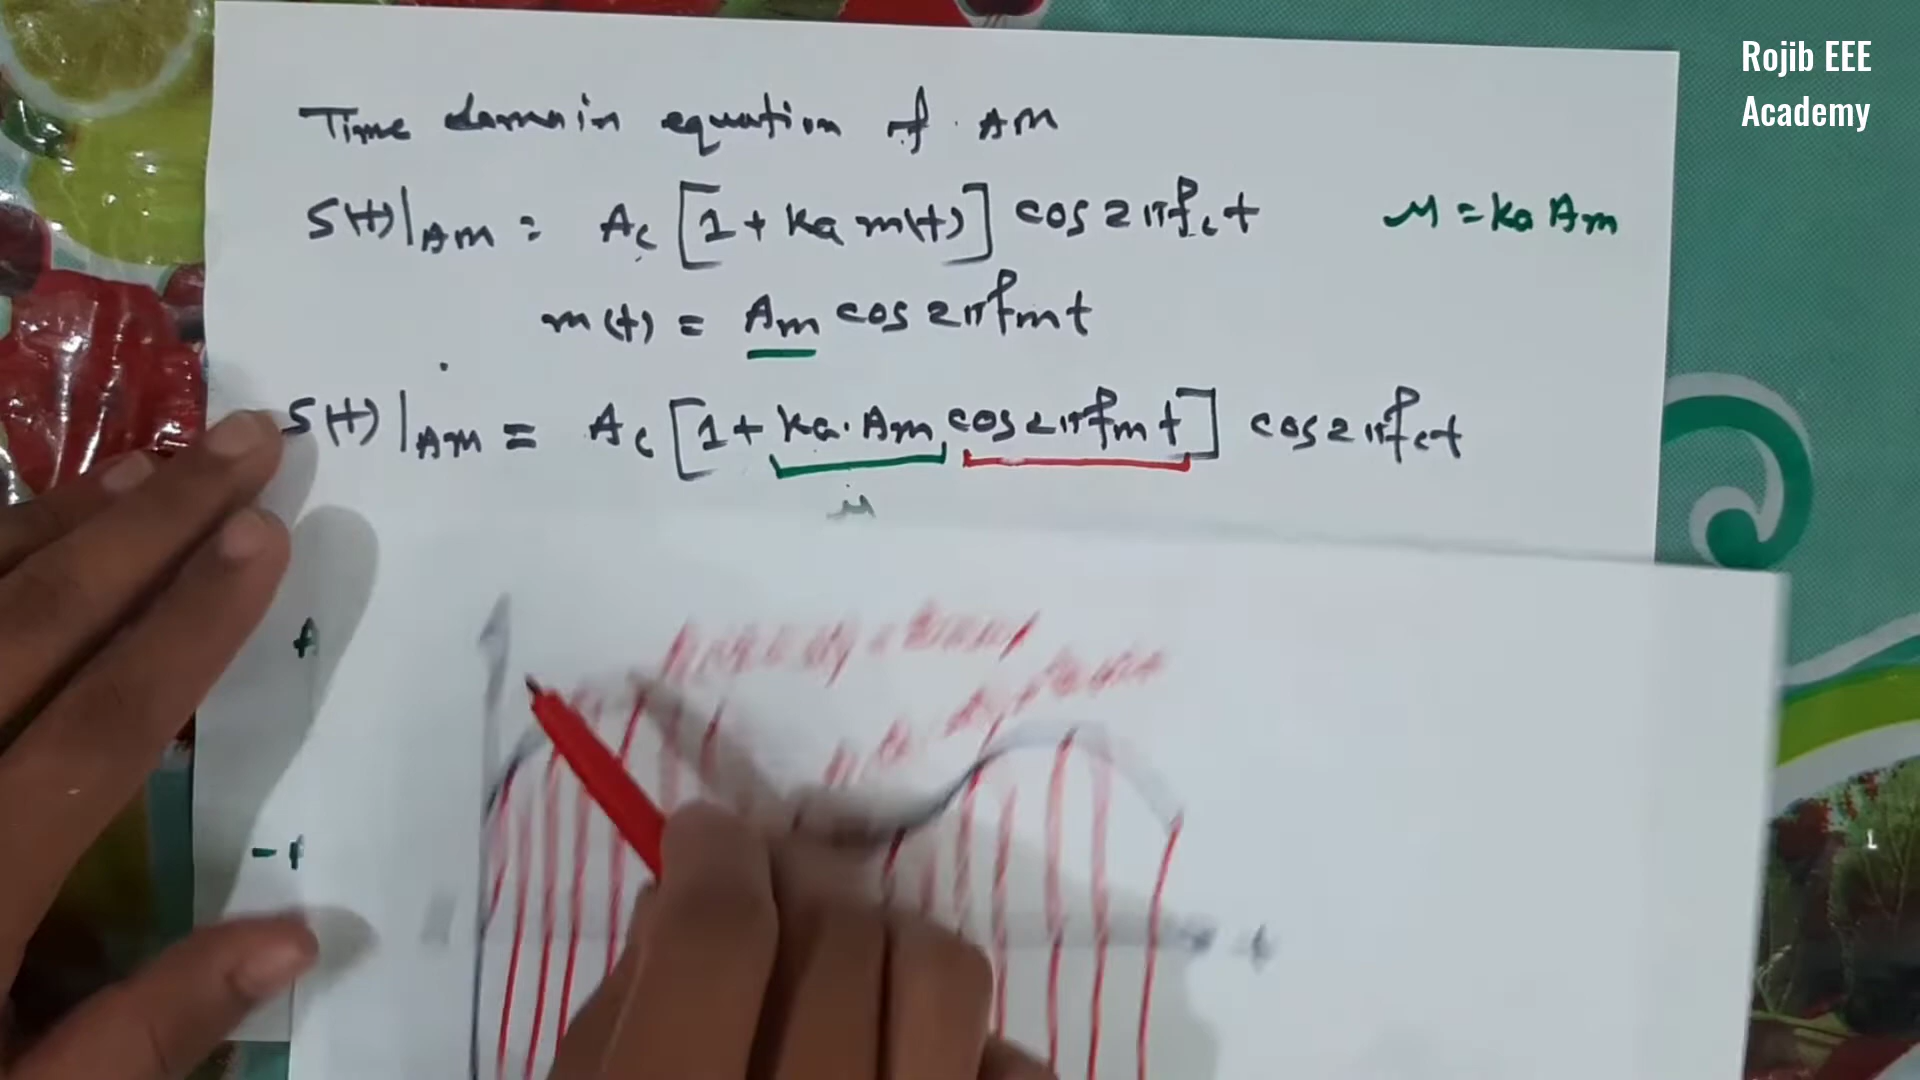 Rojib EEE
Academy
Time domain equation of AM
S(t)|AM = Ac [1 + ka m(t)] cos 2πfct
μ = ka Am
m(t) = Am cos 2πfmt
S(t)|AM = Ac [1 + ka. Am cos 2πfmt] cos 2πfct
μ
t